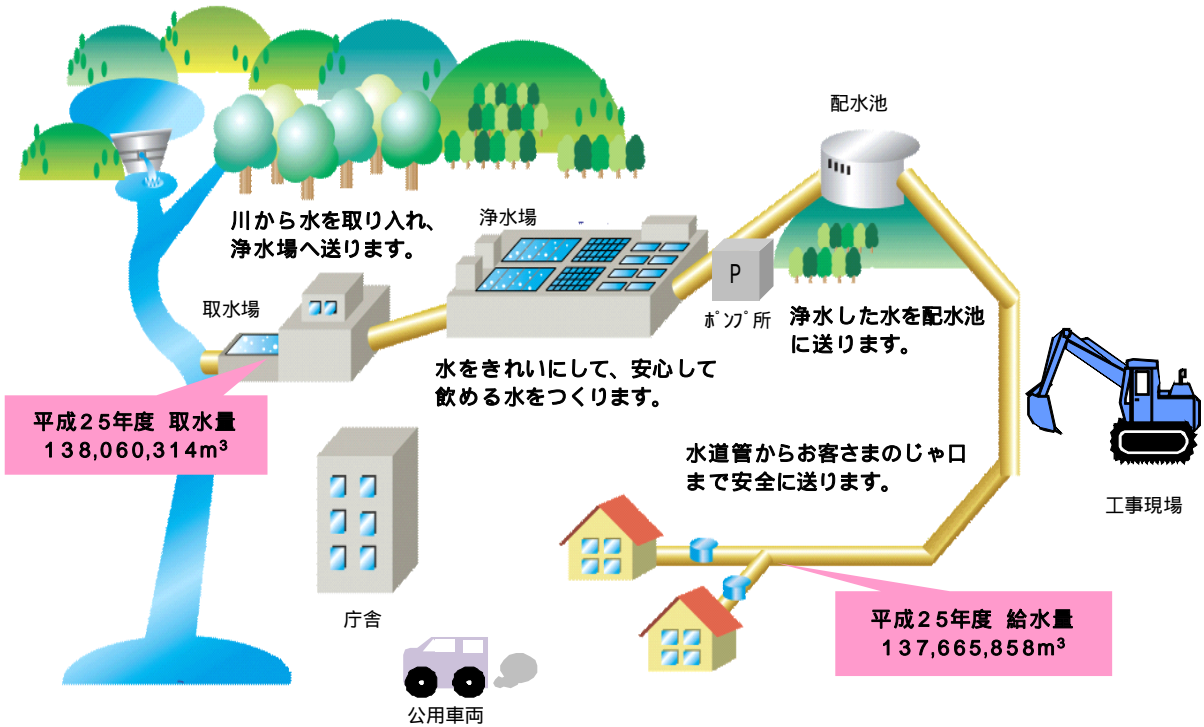 配水池
川から水を取り入れ、
浄水場へ送ります。
浄水場
取水場
P
ﾎﾟﾝﾌﾟ所
浄水した水を配水池
に送ります。
水をきれいにして、安心して
飲める水をつくります。
平成25年度 取水量
138,060,314m³
水道管からお客さまのじゃ口
まで安全に送ります。
工事現場
庁舎
平成25年度 給水量
137,665,858m³
公用車両